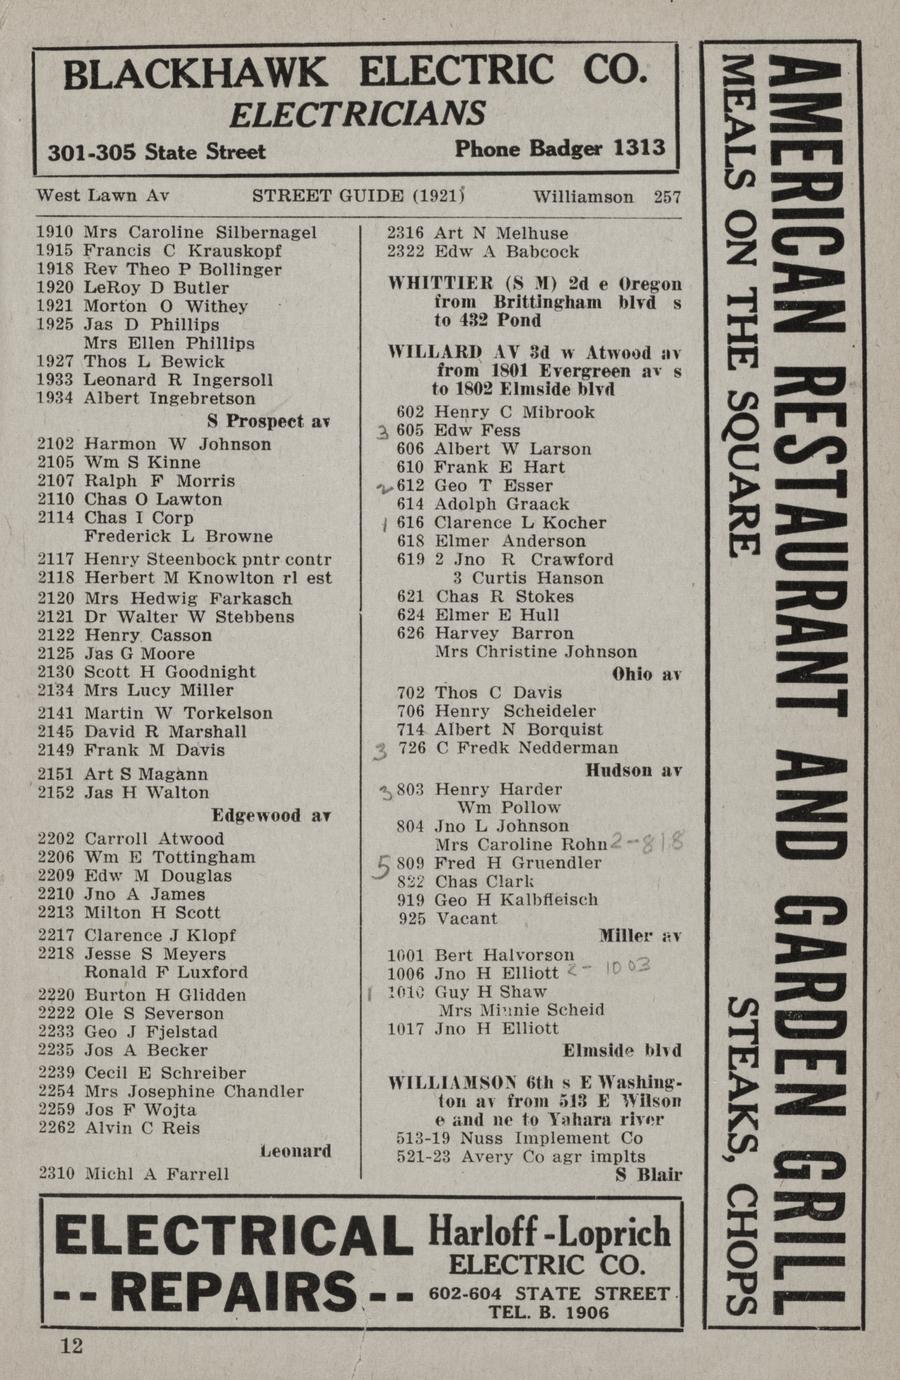 BLACKHAWK ELECTRIC CO.
ELECTRICIANS
301-305 State Street Phone Badger 1313
West Lawn Av STREET GUIDE (1921) Williamson 257
1910 Mrs Caroline Silbernagel
1915 Francis C Krauskopf
1918 Rev Theo P Bollinger
1920 LeRoy D Butler
1921 Morton O Withey
1925 Jas D Phillips
Mrs Ellen Phillips
1927 Thos L Bewick
1933 Leonard R Ingersoll
1934 Albert Ingebretson
S Prospect av
2102 Harmon W Johnson
2105 Wm S Kinne
2107 Ralph F Morris
2110 Chas O Lawton
2114 Chas I Corp
Frederick L Browne
2117 Henry Steenbock pntr contr
2118 Herbert M Knowlton rl est
2120 Mrs Hedwig Farkasch
2121 Dr Walter W Stebbens
2122 Henry Casson
2125 Jas G Moore
2130 Scott H Goodnight
2134 Mrs Lucy Miller
2141 Martin W Torkelson
2145 David R Marshall
2149 Frank M Davis
2151 Art S Magann
2152 Jas H Walton
Edgewood av
2202 Carroll Atwood
2206 Wm E Tottingham
2209 Edw M Douglas
2210 Jno A James
2213 Milton H Scott
2217 Clarence J Klopf
2218 Jesse S Meyers
Ronald F Luxford
2220 Burton H Glidden
2222 Ole S Severson
2233 Geo J Fjelstad
2235 Jos A Becker
2239 Cecil E Schreiber
2254 Mrs Josephine Chandler
2259 Jos F Wojta
2262 Alvin C Reis
Leonard
2310 Michl A Farrell
2316 Art N Melhuse
2322 Edw A Babcock
WHITTIER (S M) 2d e Oregon
from Brittingham blvd s
to 432 Pond
WILLARD AV 3d w Atwood av
from 1801 Evergreen av s
to 1802 Elmside blvd
602 Henry C Mibrook
3 605 Edw Fess
606 Albert W Larson
610 Frank E Hart
2 612 Geo T Esser
614 Adolph Graack
1 616 Clarence L Kocher
618 Elmer Anderson
619 2 Jno R Crawford
3 Curtis Hanson
621 Chas R Stokes
624 Elmer E Hull
626 Harvey Barron
Mrs Christine Johnson
Ohio av
702 Thos C Davis
706 Henry Scheideler
714 Albert N Borquist
3 726 C Fredk Nedderman
Hudson av
3 803 Henry Harder
Wm Pollow
804 Jno L Johnson
Mrs Caroline Rohn 2-818
5 809 Fred H Gruendler
822 Chas Clark
919 Geo H Kalbfleisch
925 Vacant
Miller av
1001 Bert Halvorson
1006 Jno H Elliott 2- 1003
1 1010 Guy H Shaw
Mrs Minnie Scheid
1017 Jno H Elliott
Elmside blvd
WILLIAMSON 6th s E Washing-
ton av from 513 E Wilson
e and ne to Yahara river
513-19 Nuss Implement Co
521-23 Avery Co agr implts
S Blair
AMERICAN RESTAURANT AND GARDEN GRILL
MEALS ON THE SQUARE STEAKS, CHOPS
ELECTRICAL
--REPAIRS--
Harloff-Loprich
ELECTRIC CO.
602-604 STATE STREET
TEL. B. 1906
12